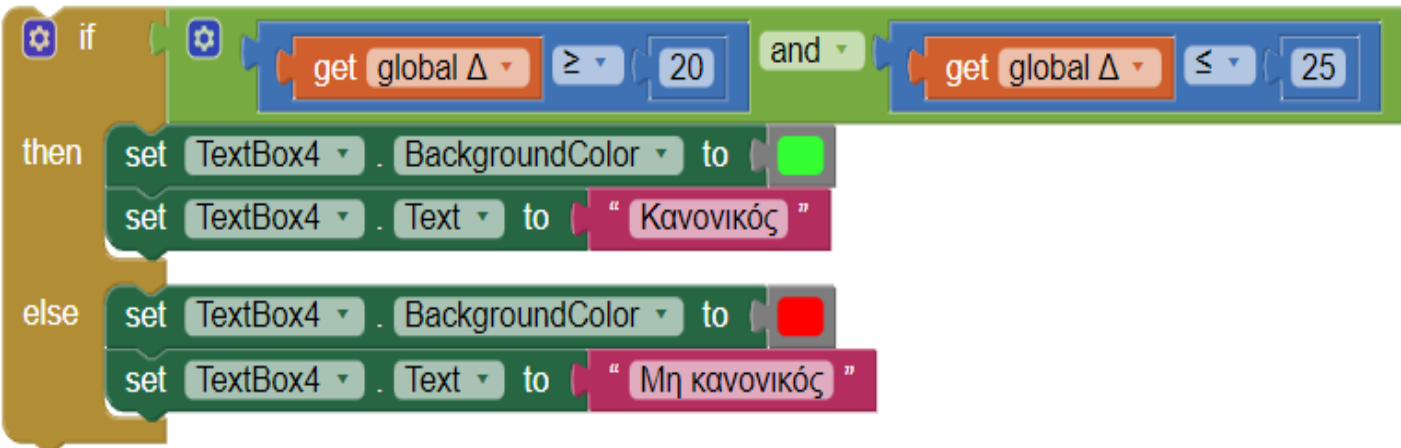 if get global Δ ≥ 20 and get global Δ ≤ 25
then set TextBox4 . BackgroundColor to
set TextBox4 . Text to “ Κανονικός ”
else set TextBox4 . BackgroundColor to
set TextBox4 . Text to “ Μη κανονικός ”